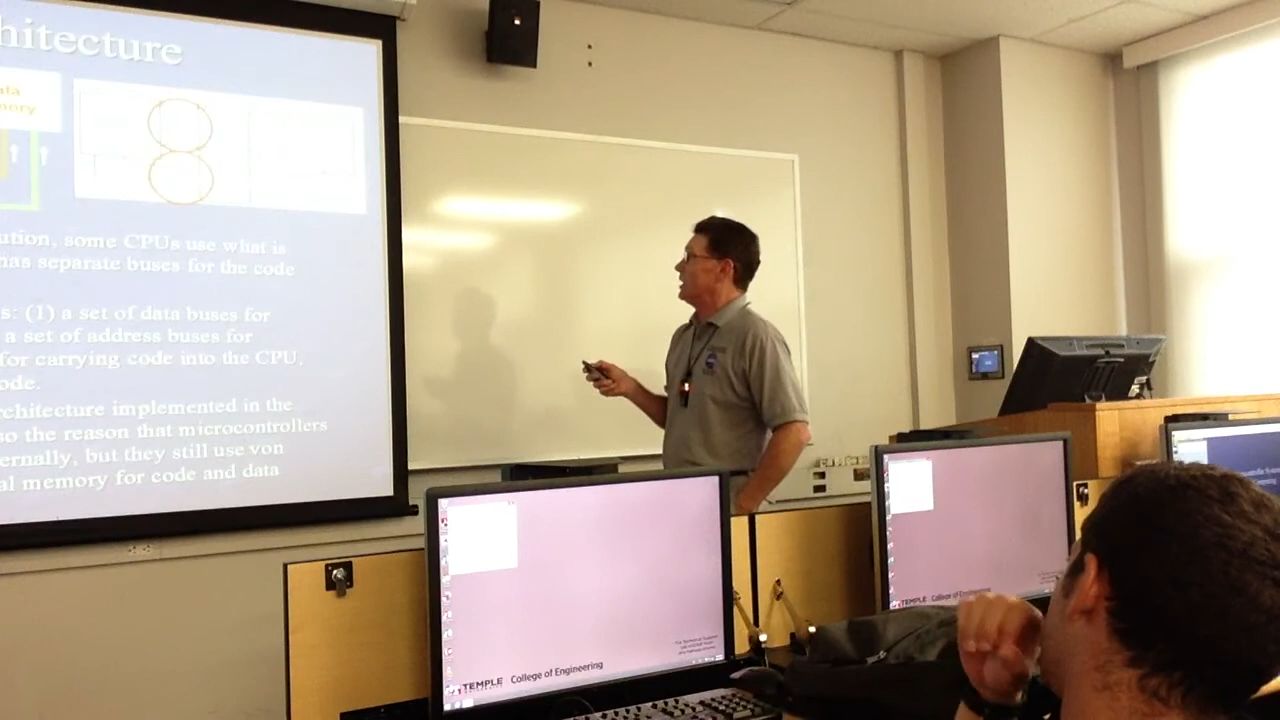 hitecture
ata
nory
ution, some CPUs use what is
has separate buses for the code
s: (1) a set of data buses for
a set of address buses for
for carrying code into the CPU,
ode.
rchitecture implemented in the
so the reason that microcontrollers
ernally, but they still use von
al memory for code and data
TEMPLE College of Engineering
TEMPLE College of Engineering